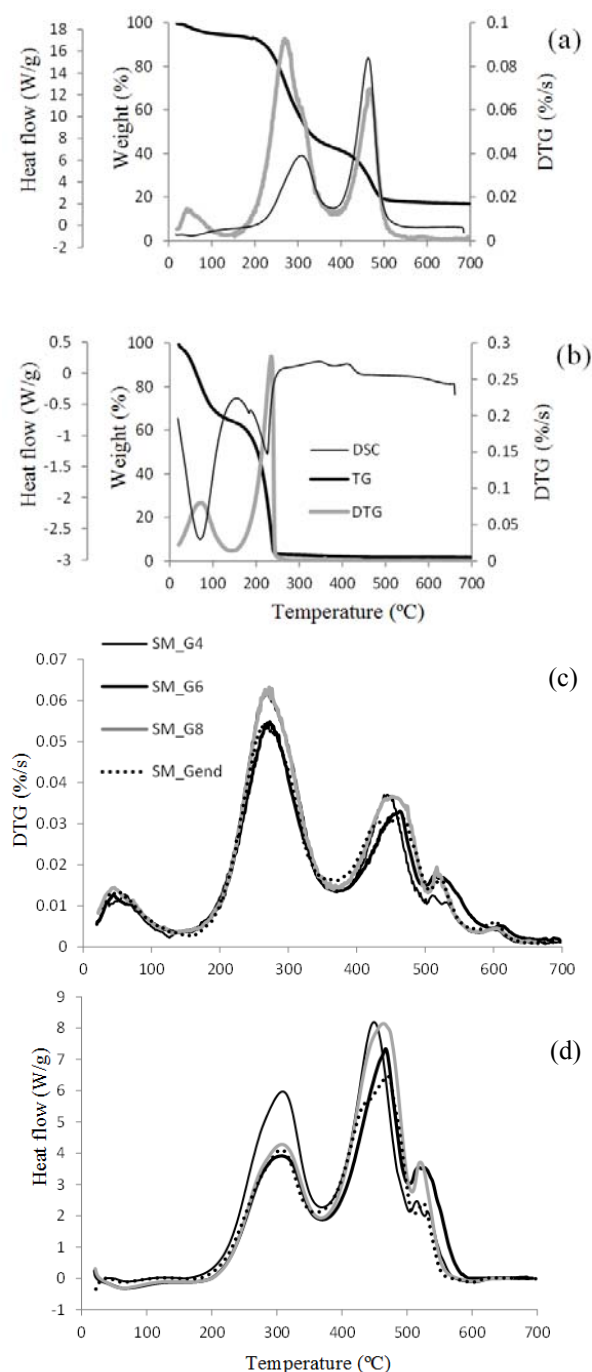 (a)
Heat flow (W/g)
18
16
14
12
10
8
6
4
2
0
-2
Weight (%)
100
80
60
40
20
0
DTG (%/s)
0.1
0.08
0.06
0.04
0.02
0
0 100 200 300 400 500 600 700
(b)
Heat flow (W/g)
0.5
0
-0.5
-1
-1.5
-2
-2.5
-3
Weight (%)
100
80
60
40
20
0
DTG (%/s)
0.3
0.25
0.2
0.15
0.1
0.05
0
DSC
TG
DTG
0 100 200 300 400 500 600 700
Temperature (ºC)
SM_G4
SM_G6
SM_G8
SM_Gend
(c)
DTG (%/s)
0.07
0.06
0.05
0.04
0.03
0.02
0.01
0
0 100 200 300 400 500 600 700
(d)
Heat flow (W/g)
9
8
7
6
5
4
3
2
1
0
-1
0 100 200 300 400 500 600 700
Temperature (ºC)